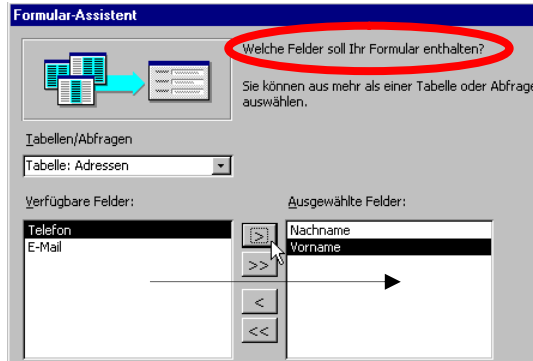 Formular-Assistent
Welche Felder soll Ihr Formular enthalten?
Sie können aus mehr als einer Tabelle oder Abfrage
auswählen.
Tabellen/Abfragen
Tabelle: Adressen
Verfügbare Felder:
Ausgewählte Felder:
Telefon
E-Mail
>
>>
<
<<
Nachname
Vorname